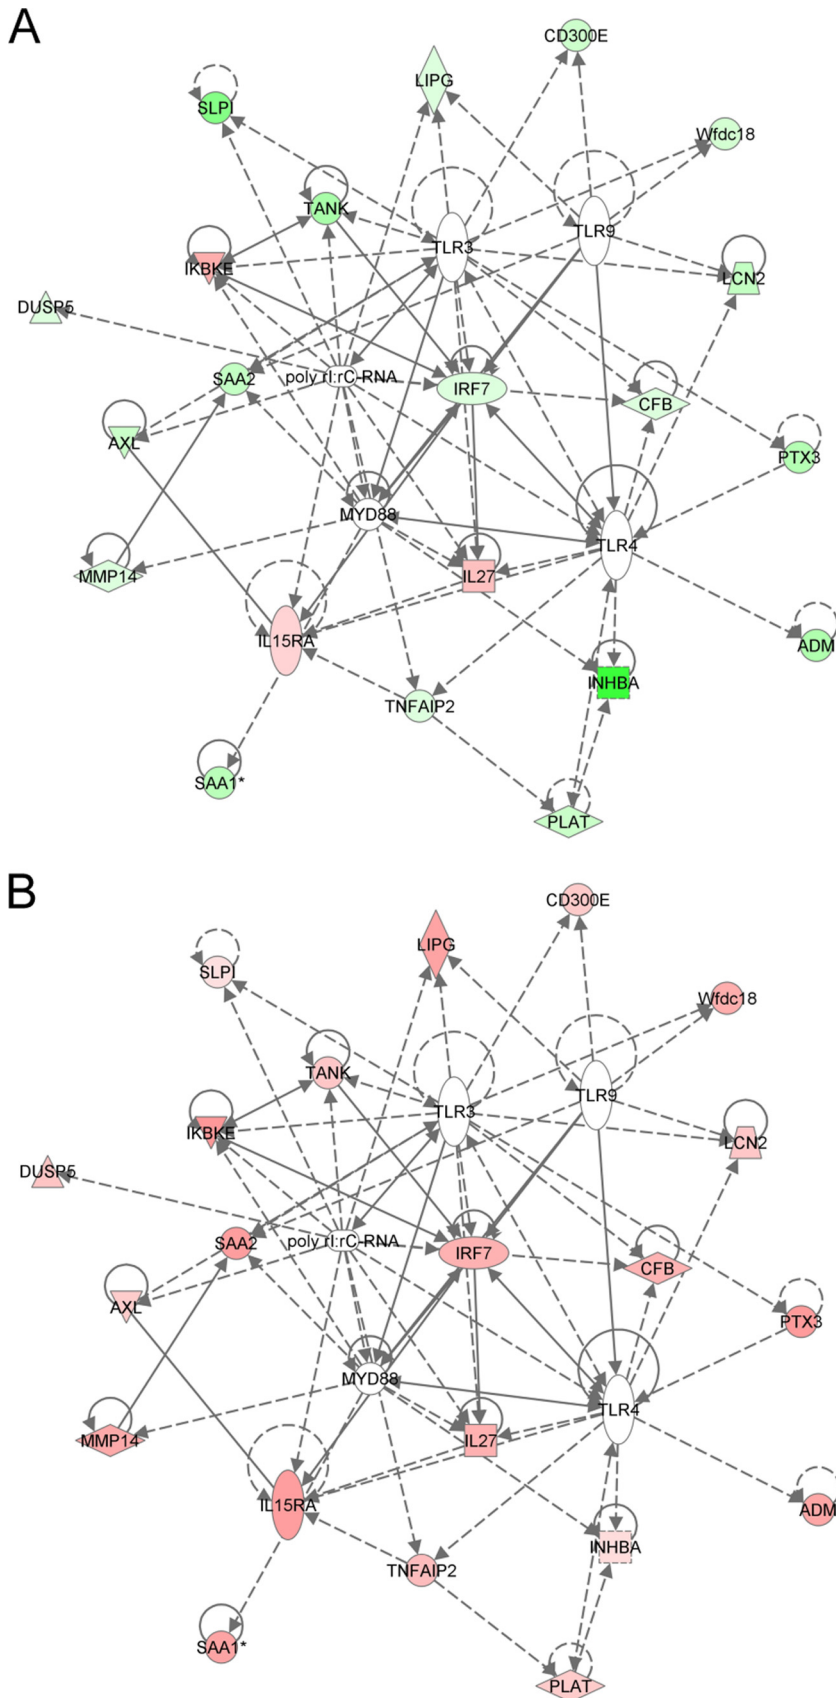 A
CD300E
LIPG
SLPI
Wfdc18
TANK
TLR9
TLR3
IKBKE
LCN2
DUSP5
SAA2
poly rI:rC-RNA
IRF7
CFB
AXL
PTX3
MYD88
TLR4
MMP14
IL27
IL15RA
ADM
INHBA
TNFAIP2
SAA1*
PLAT
B
CD300E
LIPG
SLPI
Wfdc18
TANK
TLR9
TLR3
IKBKE
LCN2
DUSP5
SAA2
poly rI:rC-RNA
IRF7
CFB
AXL
PTX3
MYD88
TLR4
MMP14
IL27
IL15RA
ADM
INHBA
TNFAIP2
SAA1*
PLAT